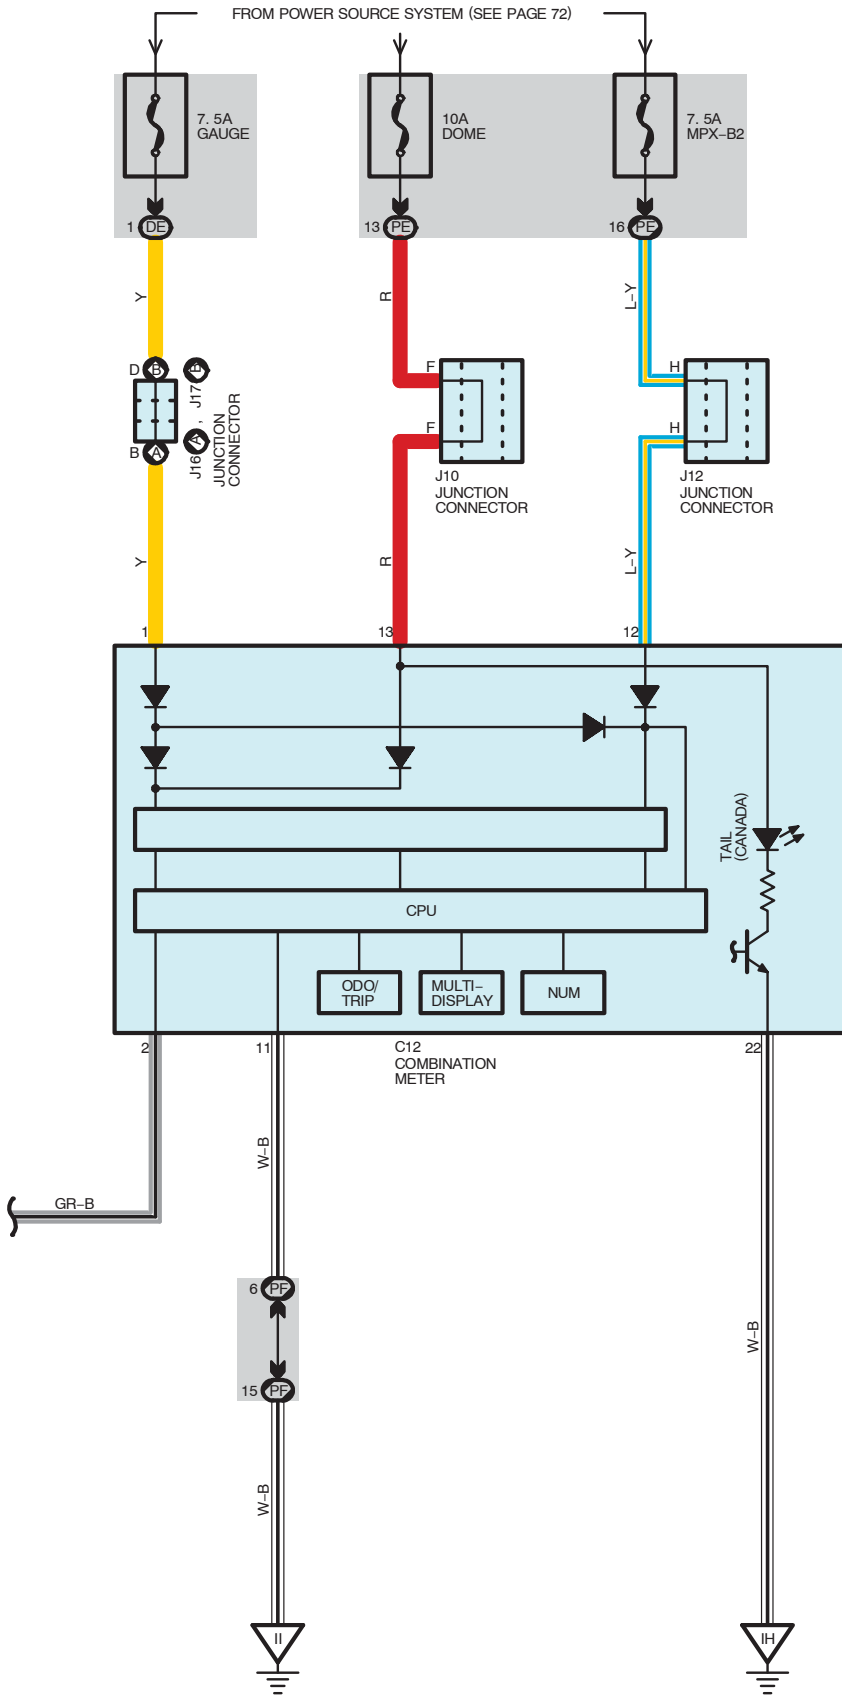 FROM POWER SOURCE SYSTEM (SEE PAGE 72)
7. 5A
GAUGE
10A
DOME
7. 5A
MPX–B2
1 DE
13 PE
16 PE
Y
R
L–Y
D B
B A
J16 A , J17 B
JUNCTION
CONNECTOR
F
F
J10
JUNCTION
CONNECTOR
H
H
J12
JUNCTION
CONNECTOR
Y
R
L–Y
1
13
12
TAIL
(CANADA)
CPU
ODO/
TRIP
MULTI–
DISPLAY
NUM
2
11
C12
COMBINATION
METER
22
W–B
GR–B
6 PF
15 PF
W–B
W–B
II
IH